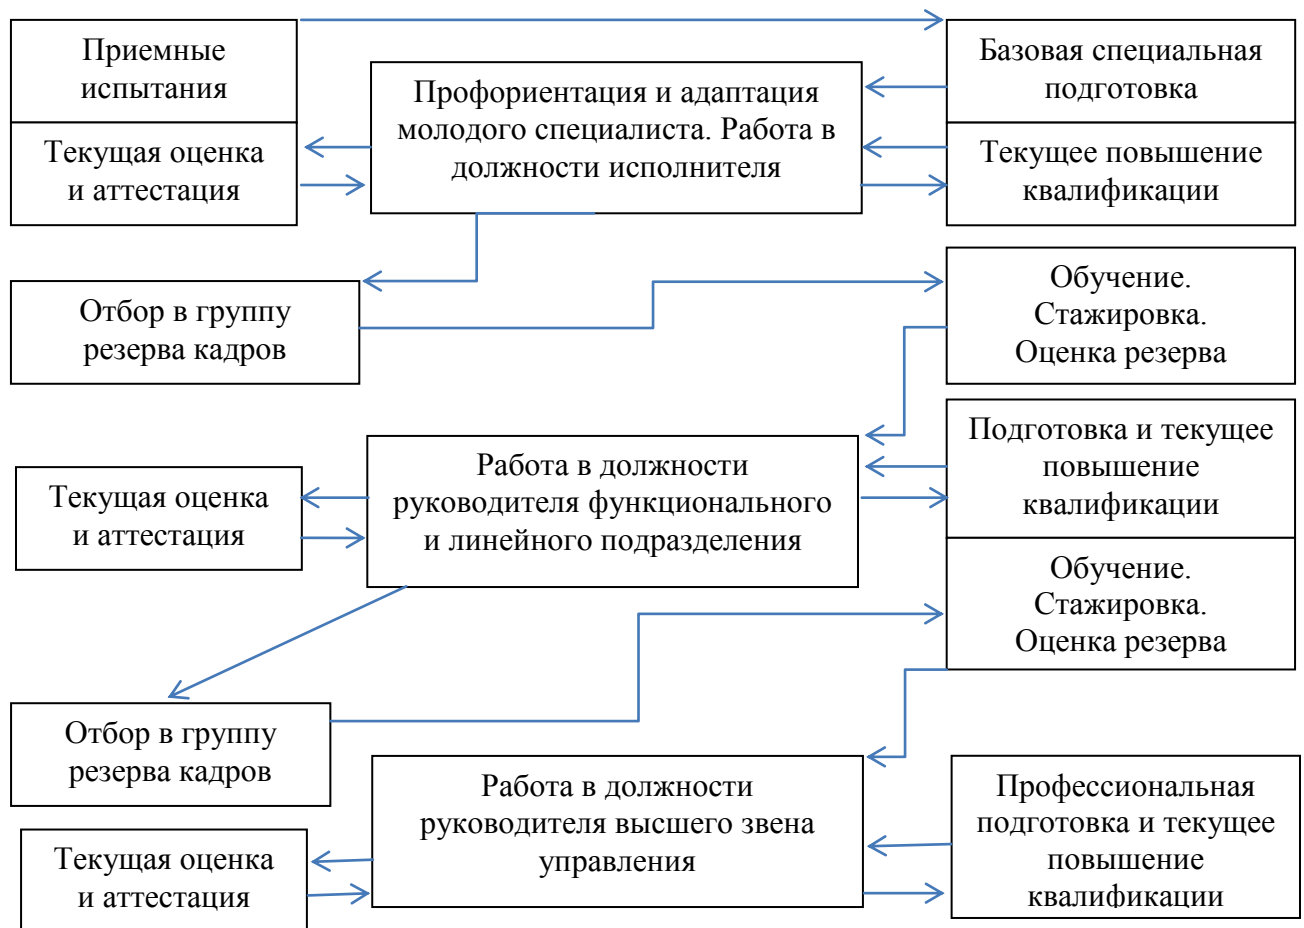 Приемные
испытания
Базовая специальная
подготовка
Профориентация и адаптация
молодого специалиста. Работа в
должности исполнителя
Текущая оценка
и аттестация
Текущее повышение
квалификации
Отбор в группу
резерва кадров
Обучение.
Стажировка.
Оценка резерва
Подготовка и текущее
повышение
квалификации
Работа в должности
руководителя функционального
и линейного подразделения
Текущая оценка
и аттестация
Обучение.
Стажировка.
Оценка резерва
Отбор в группу
резерва кадров
Работа в должности
руководителя высшего звена
управления
Профессиональная
подготовка и текущее
повышение
квалификации
Текущая оценка
и аттестация